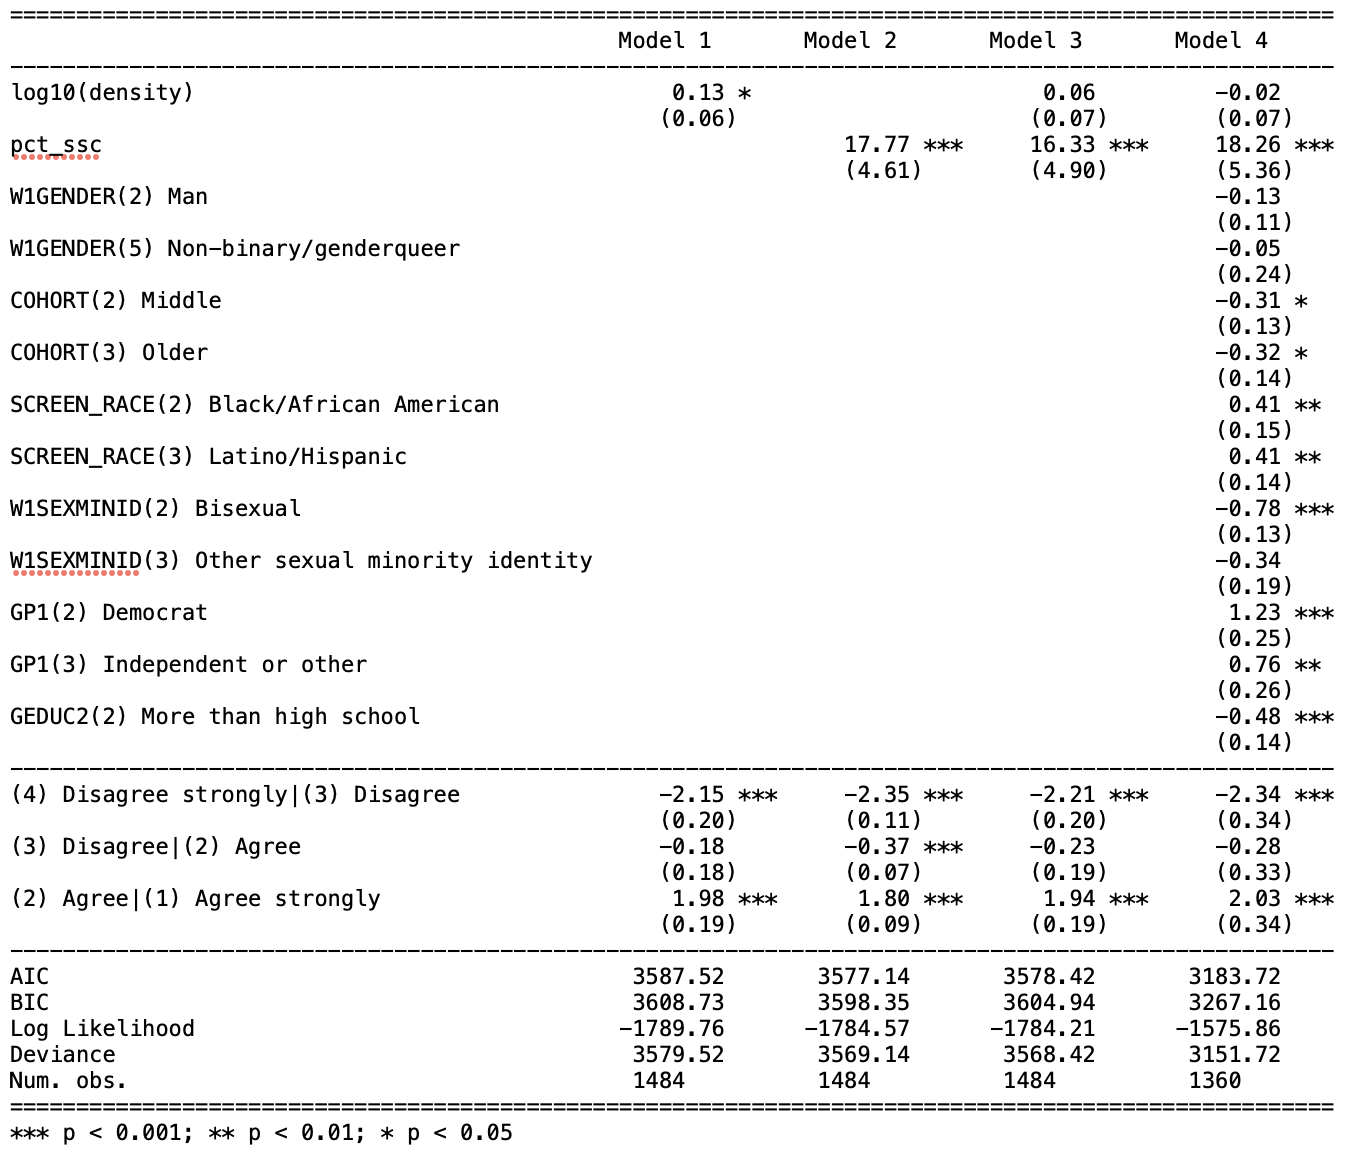 Model 1 Model 2 Model 3 Model 4
log10(density) 0.13 * 0.06 -0.02
(0.06) (0.07) (0.07)
pct_ssc 17.77 *** 16.33 *** 18.26 ***
(4.61) (4.90) (5.36)
W1GENDER(2) Man -0.13
(0.11)
W1GENDER(5) Non-binary/genderqueer -0.05
(0.24)
COHORT(2) Middle -0.31 *
(0.13)
COHORT(3) Older -0.32 *
(0.14)
SCREEN_RACE(2) Black/African American 0.41 **
(0.15)
SCREEN_RACE(3) Latino/Hispanic 0.41 **
(0.14)
W1SEXMINID(2) Bisexual -0.78 ***
(0.13)
W1SEXMINID(3) Other sexual minority identity -0.34
(0.19)
GP1(2) Democrat 1.23 ***
(0.25)
GP1(3) Independent or other 0.76 **
(0.26)
GEDUC2(2) More than high school -0.48 ***
(0.14)
(4) Disagree strongly|(3) Disagree -2.15 *** -2.35 *** -2.21 *** -2.34 ***
(0.20) (0.11) (0.20) (0.34)
(3) Disagree|(2) Agree -0.18 -0.37 *** -0.23 -0.28
(0.18) (0.07) (0.19) (0.33)
(2) Agree|(1) Agree strongly 1.98 *** 1.80 *** 1.94 *** 2.03 ***
(0.19) (0.09) (0.19) (0.34)
AIC 3587.52 3577.14 3578.42 3183.72
BIC 3608.73 3598.35 3604.94 3267.16
Log Likelihood -1789.76 -1784.57 -1784.21 -1575.86
Deviance 3579.52 3569.14 3568.42 3151.72
Num. obs. 1484 1484 1484 1360
*** p < 0.001; ** p < 0.01; * p < 0.05